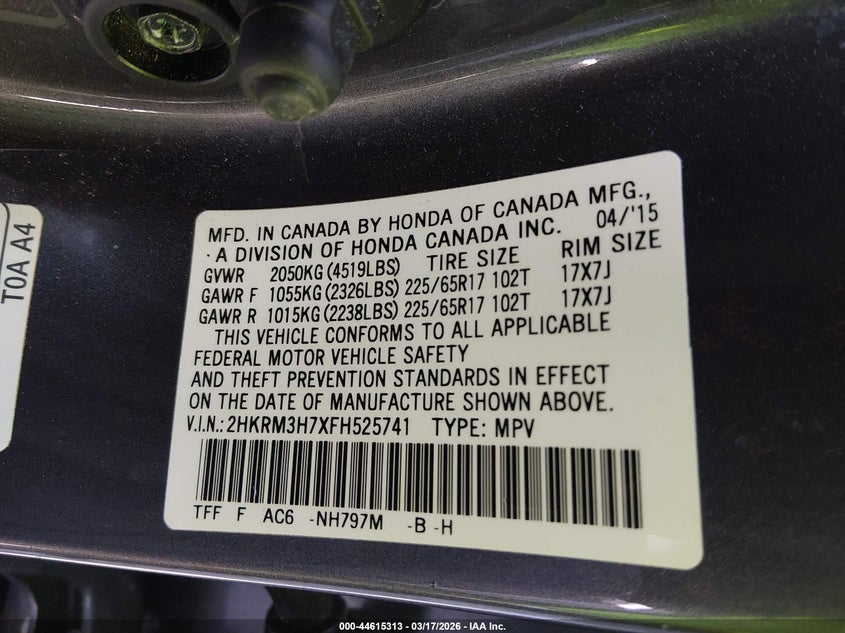 T0A A4
MFD. IN CANADA BY HONDA OF CANADA MFG.,
· A DIVISION OF HONDA CANADA INC. 04/'15
GVWR 2050KG (4519LBS) TIRE SIZE RIM SIZE
GAWR F 1055KG (2326LBS) 225/65R17 102T 17X7J
GAWR R 1015KG (2238LBS) 225/65R17 102T 17X7J
THIS VEHICLE CONFORMS TO ALL APPLICABLE
FEDERAL MOTOR VEHICLE SAFETY
AND THEFT PREVENTION STANDARDS IN EFFECT
ON THE DATE OF MANUFACTURE SHOWN ABOVE.
V.I.N.: 2HKRM3H7XFH525741 TYPE: MPV
TFF F AC6 -NH797M -B -H
000-44615313 - 03/17/2026 - IAA Inc.